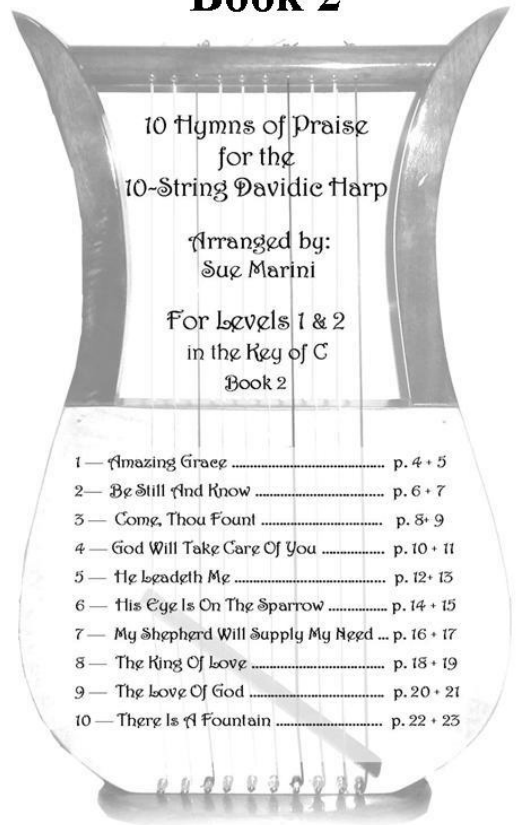 Book 2
10 Hymns of Praise
for the
10-String Davidic Harp
Arranged by:
Sue Marini
For Levels 1 & 2
in the Key of C
Book 2
1 — Amazing Grace ......................................... p. 4 + 5
2— Be Still And Know ................................... p. 6 + 7
3 — Come, Thou Fount ................................. p. 8+ 9
4 — God Will Take Care Of You ................. p. 10 + 11
5 — He Leadeth Me ........................................ p. 12+ 13
6 — His Eye Is On The Sparrow ................ p. 14 + 15
7 — My Shepherd Will Supply My Need ... p. 16 + 17
8 — The King Of Love .................................... p. 18 + 19
9 — The Love Of God .................................... p. 20 + 21
10 — There Is A Fountain ............................. p. 22 + 23